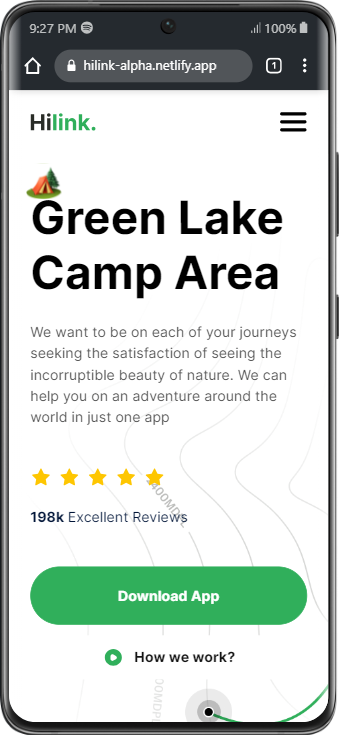 9:27 PM
100%
hilink-alpha.netlify.app
1
Hilink.
Green Lake
Camp Area
We want to be on each of your journeys
seeking the satisfaction of seeing the
incorruptible beauty of nature. We can
help you on an adventure around the
world in just one app
198k Excellent Reviews
Download App
How we work?